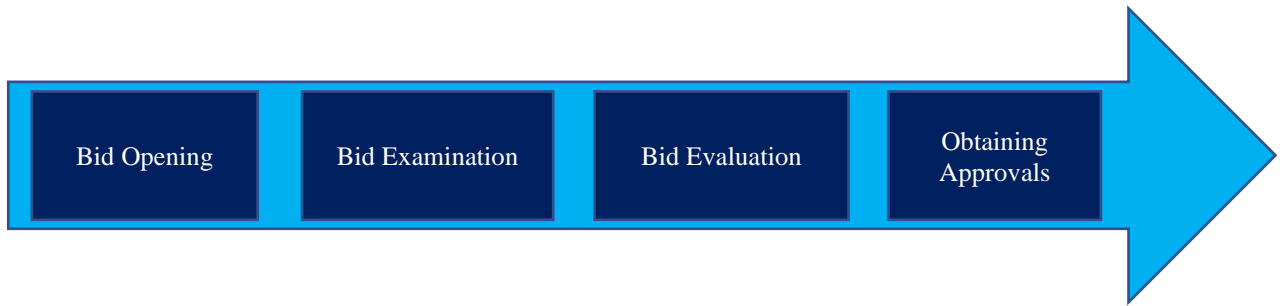 Bid Opening
Bid Examination
Bid Evaluation
Obtaining
Approvals